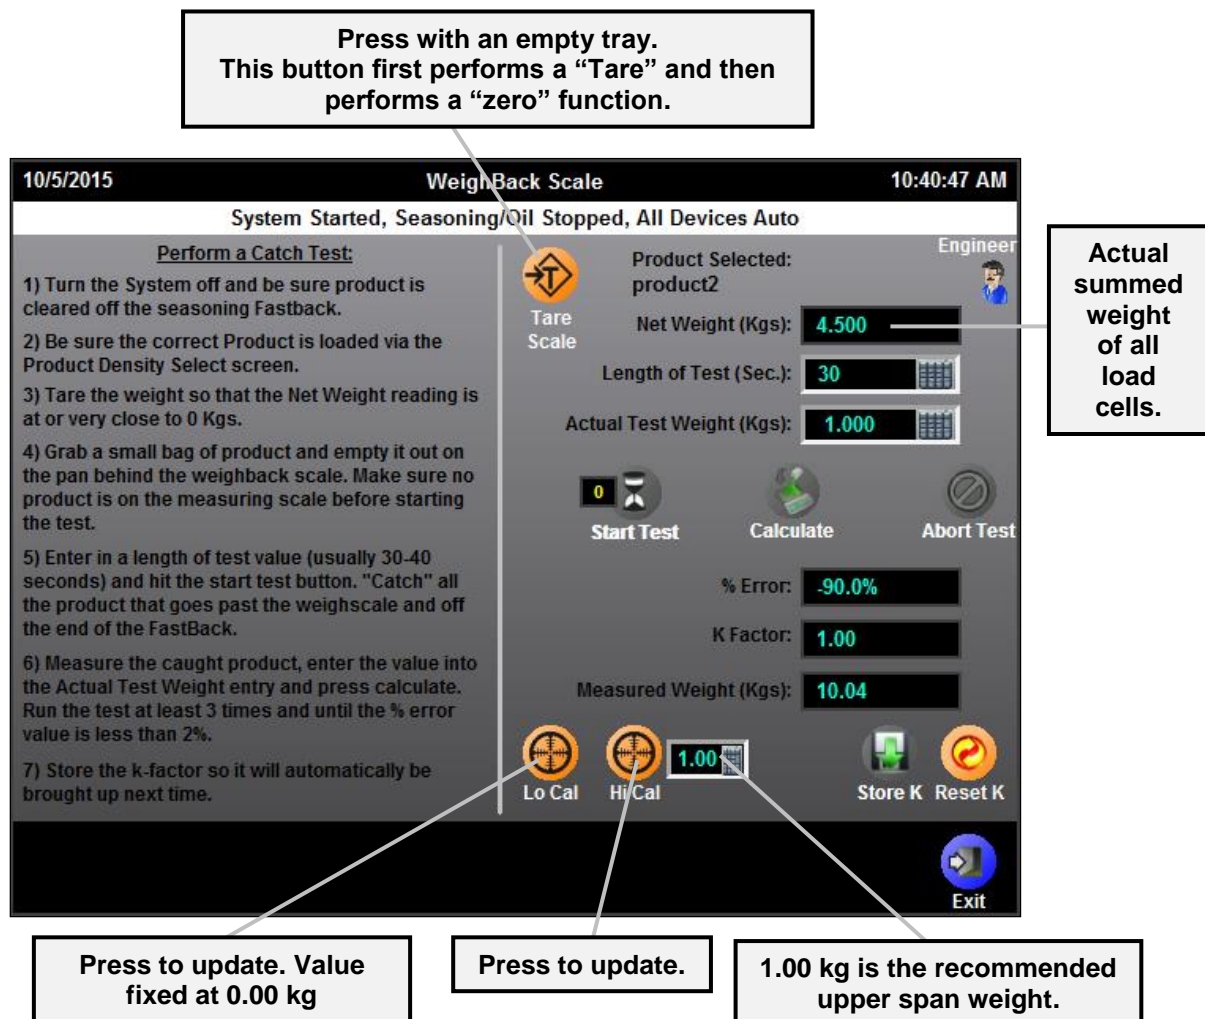 Press with an empty tray.
This button first performs a “Tare” and then
performs a “zero” function.
10/5/2015 WeighBack Scale 10:40:47 AM
System Started, Seasoning/Oil Stopped, All Devices Auto
Perform a Catch Test:
1) Turn the System off and be sure product is
cleared off the seasoning Fastback.
2) Be sure the correct Product is loaded via the
Product Density Select screen.
3) Tare the weight so that the Net Weight reading is
at or very close to 0 Kgs.
4) Grab a small bag of product and empty it out on
the pan behind the weighback scale. Make sure no
product is on the measuring scale before starting
the test.
5) Enter in a length of test value (usually 30-40
seconds) and hit the start test button. "Catch" all
the product that goes past the weighscale and off
the end of the FastBack.
6) Measure the caught product, enter the value into
the Actual Test Weight entry and press calculate.
Run the test at least 3 times and until the % error
value is less than 2%.
7) Store the k-factor so it will automatically be
brought up next time.
T
Tare
Scale
Product Selected:
product2
Engineer
Net Weight (Kgs): 4.500
Length of Test (Sec.): 30
Actual Test Weight (Kgs): 1.000
0
Start Test Calculate Abort Test
% Error: -90.0%
K Factor: 1.00
Measured Weight (Kgs): 10.04
1.00
Lo Cal Hi Cal Store K Reset K
Exit
Actual
summed
weight
of all
load
cells.
Press to update. Value
fixed at 0.00 kg
Press to update.
1.00 kg is the recommended
upper span weight.